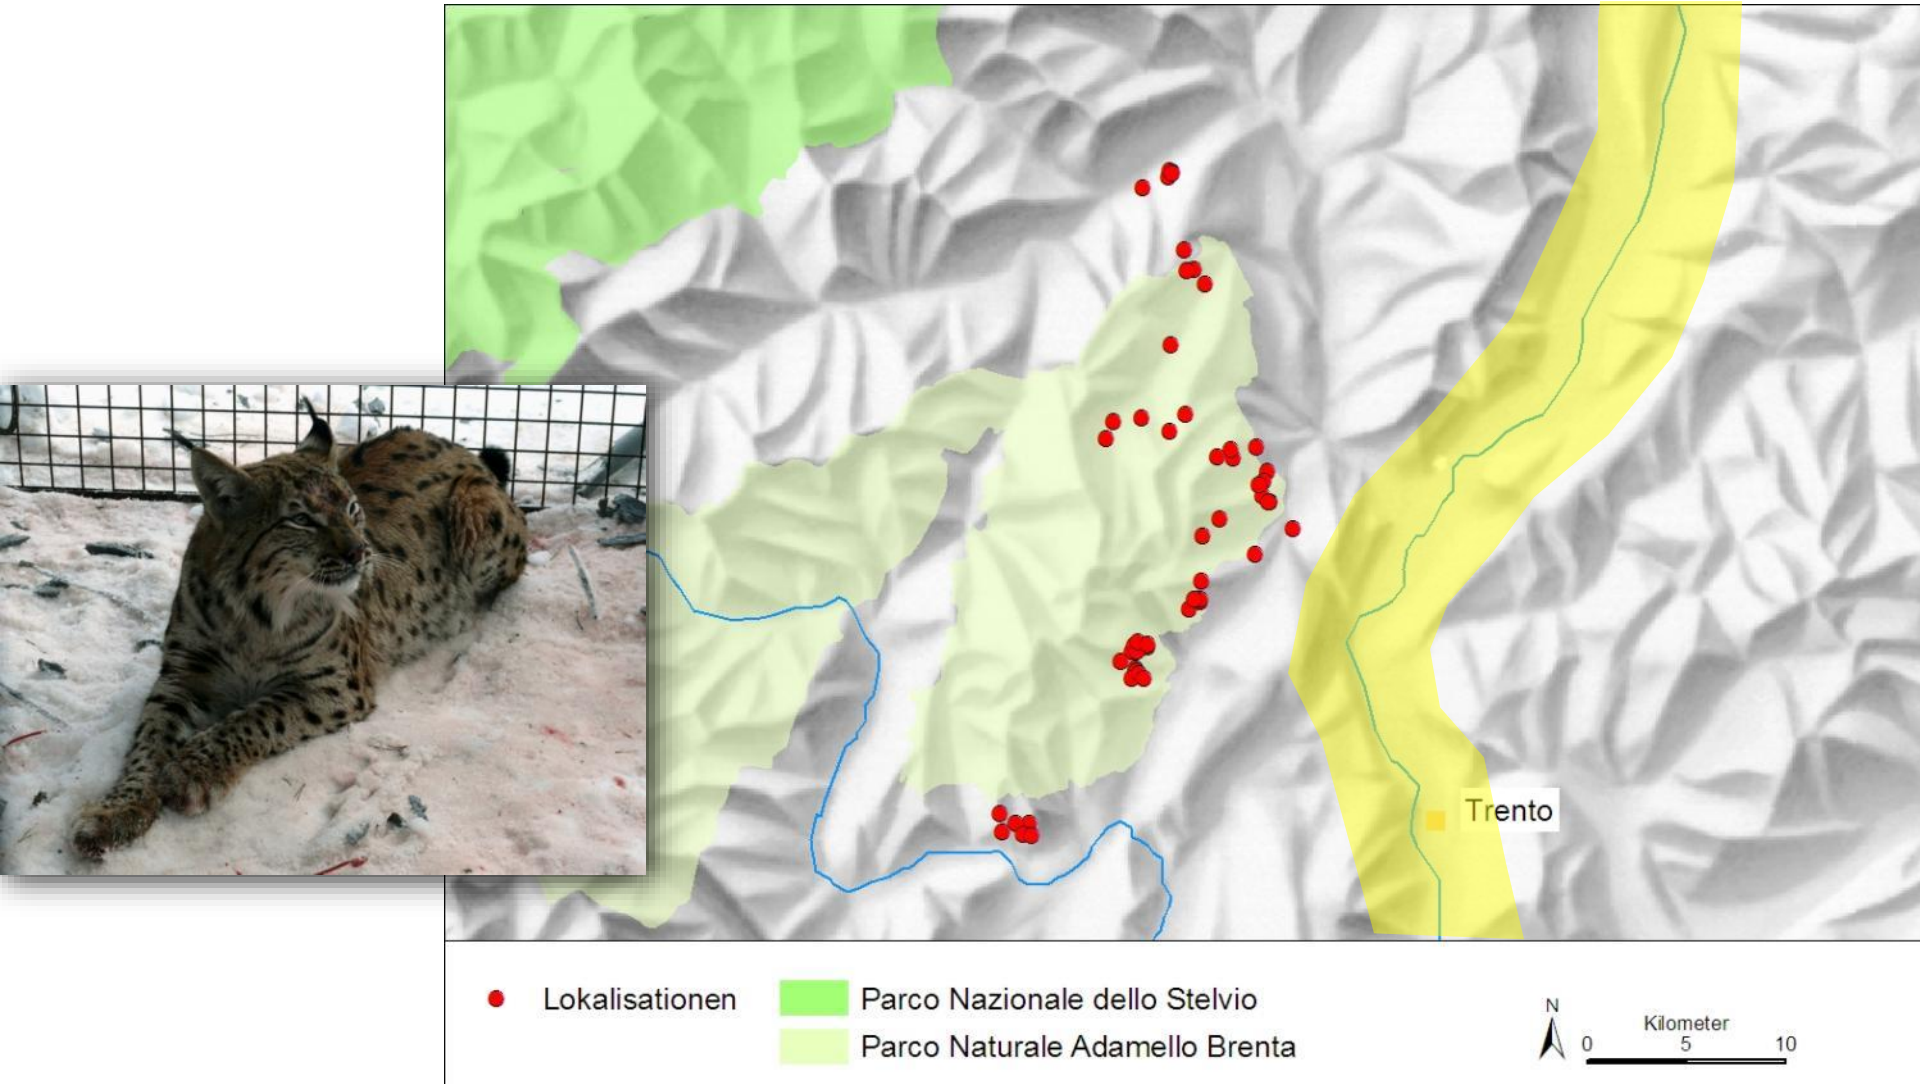 Trento
Lokalisationen
Parco Nazionale dello Stelvio
Parco Naturale Adamello Brenta
N
Kilometer
0 5 10